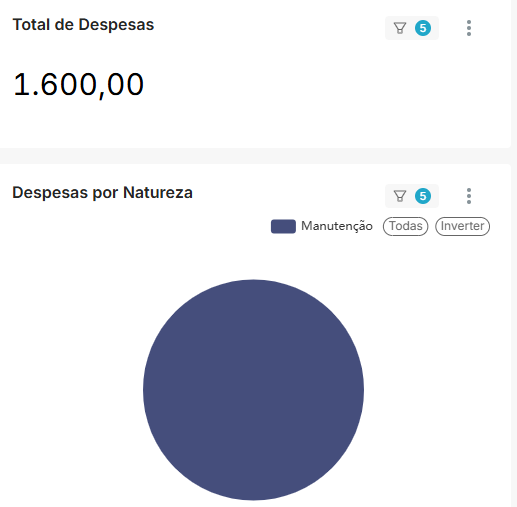 Total de Despesas 5
1.600,00
Despesas por Natureza 5
Manutenção Todas Inverter